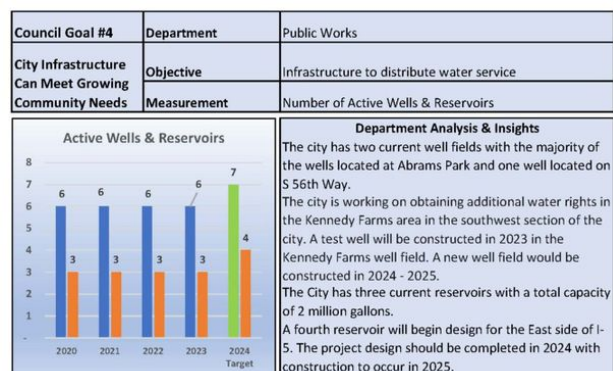 Council Goal #4
Department
Public Works
City Infrastructure
Can Meet Growing
Community Needs
Objective
Infrastructure to distribute water service
Measurement
Number of Active Wells & Reservoirs
Active Wells & Reservoirs
8
7
6
5
4
3
2
1
-
6
3
6
3
6
3
6
3
7
4
2020
2021
2022
2023
2024
Target
Department Analysis & Insights
The city has two current well fields with the majority of
the wells located at Abrams Park and one well located on
S 56th Way.
The city is working on obtaining additional water rights in
the Kennedy Farms area in the southwest section of the
city. A test well will be constructed in 2023 in the
Kennedy Farms well field. A new well field would be
constructed in 2024 - 2025.
The City has three current reservoirs with a total capacity
of 2 million gallons.
A fourth reservoir will begin design for the East side of I-
5. The project design should be completed in 2024 with
construction to occur in 2025.